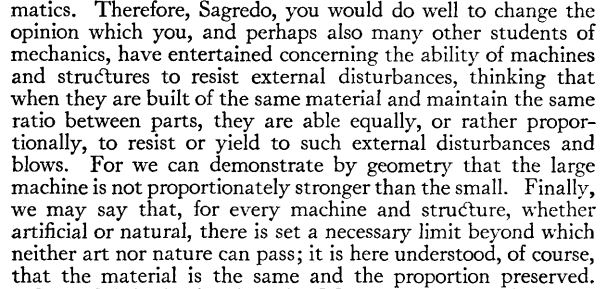 matics. Therefore, Sagredo, you would do well to change the
opinion which you, and perhaps also many other students of
mechanics, have entertained concerning the ability of machines
and structures to resist external disturbances, thinking that
when they are built of the same material and maintain the same
ratio between parts, they are able equally, or rather propor-
tionally, to resist or yield to such external disturbances and
blows. For we can demonstrate by geometry that the large
machine is not proportionately stronger than the small. Finally,
we may say that, for every machine and structure, whether
artificial or natural, there is set a necessary limit beyond which
neither art nor nature can pass; it is here understood, of course,
that the material is the same and the proportion preserved.